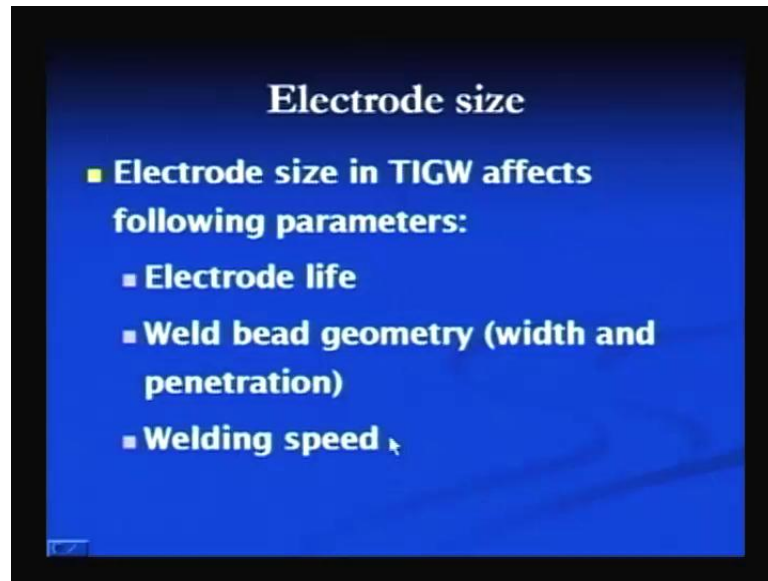 Electrode size
Electrode size in TIGW affects
following parameters:
Electrode life
Weld bead geometry (width and
penetration)
Welding speed